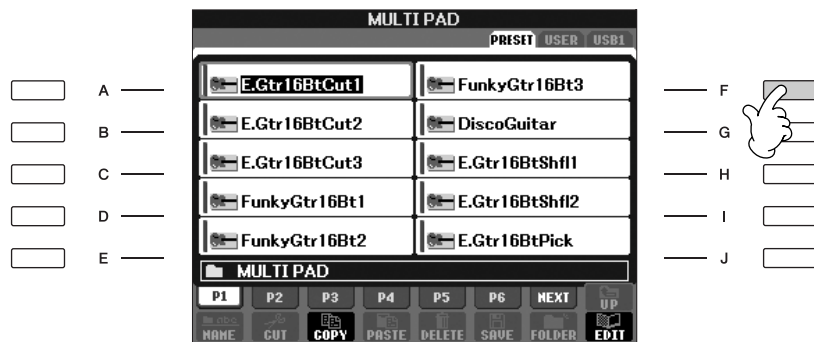 MULTI PAD
PRESET USER USB1
A E.Gtr16BtCut1 FunkyGtr16Bt3 F
B E.Gtr16BtCut2 DiscoGuitar G
C E.Gtr16BtCut3 E.Gtr16BtShfl1 H
D FunkyGtr16Bt1 E.Gtr16BtShfl2 I
E FunkyGtr16Bt2 E.Gtr16BtPick J
MULTI PAD
P1 P2 P3 P4 P5 P6 NEXT UP
NAME CUT COPY PASTE DELETE SAVE FOLDER EDIT